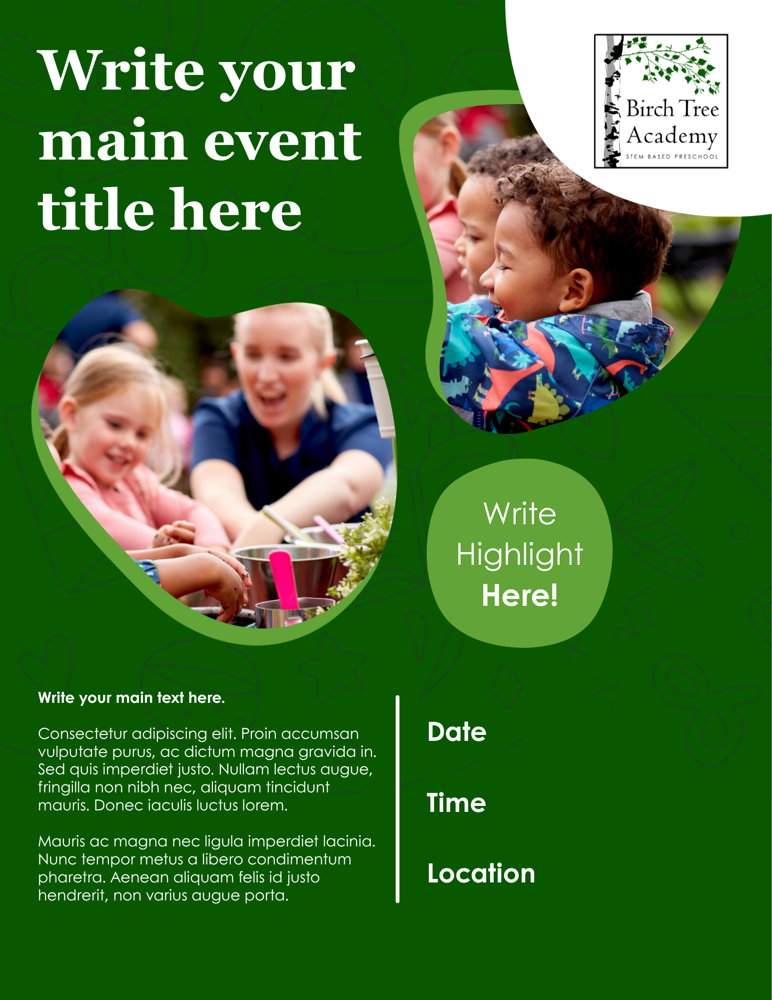 Write your
main event
title here
Birch Tree
Academy
STEM BASED PRESCHOOL
Write
Highlight
Here!
Write your main text here.
Consectetur adipiscing elit. Proin accumsan
vulputate purus, ac dictum magna gravida in.
Sed quis imperdiet justo. Nullam lectus augue,
fringilla non nibh nec, aliquam tincidunt
mauris. Donec iaculis luctus lorem.
Mauris ac magna nec ligula imperdiet lacinia.
Nunc tempor metus a libero condimentum
pharetra. Aenean aliquam felis id justo
hendrerit, non varius augue porta.
Date
Time
Location